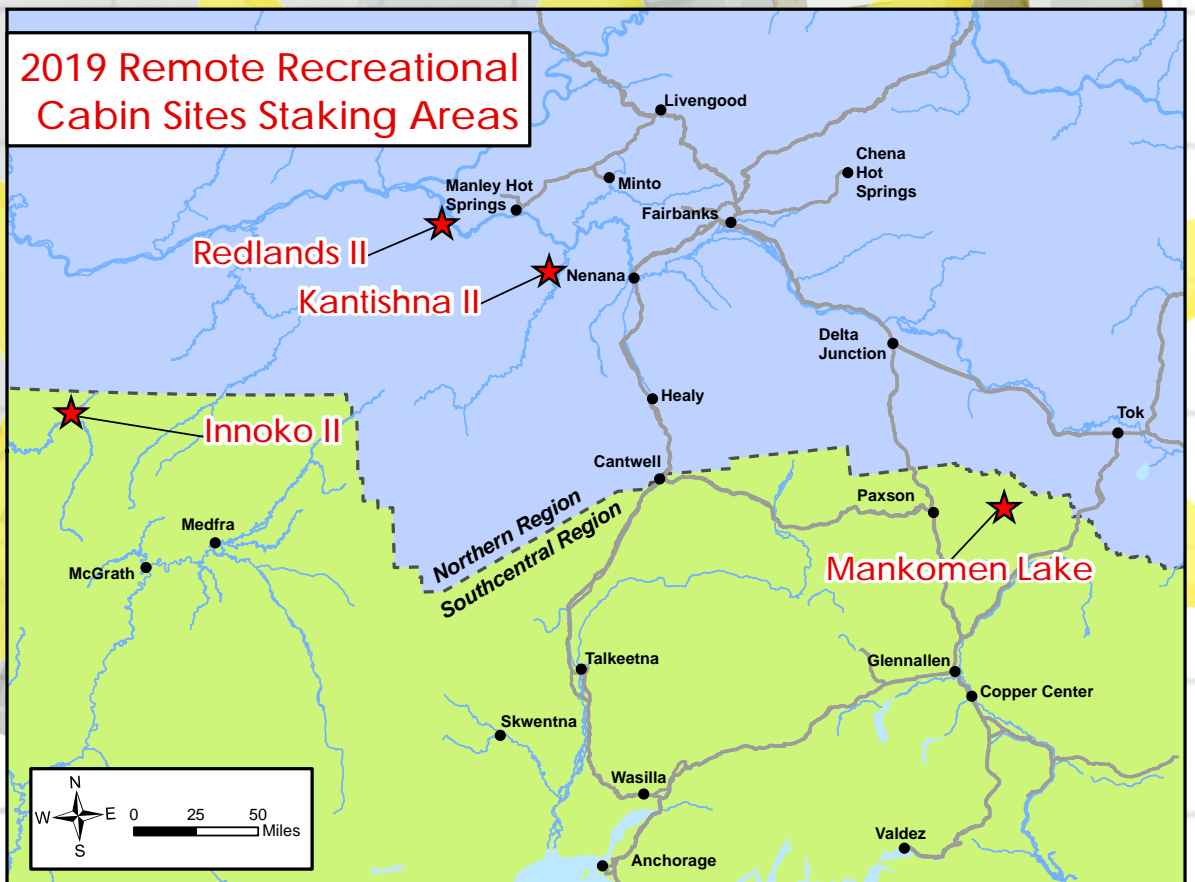 2019 Remote Recreational
Cabin Sites Staking Areas
Livengood
Chena
Hot
Springs
Minto
Manley Hot
Springs
Fairbanks
Redlands II
Kantishna II
Nenana
Delta
Junction
Healy
Innoko II
Tok
Cantwell
Northern Region
Southcentral Region
Paxson
Medfra
McGrath
Mankomen Lake
Talkeetna
Glennallen
Copper Center
Skwentna
Wasilla
N
W E
S
0 25 50
Miles
Valdez
Anchorage